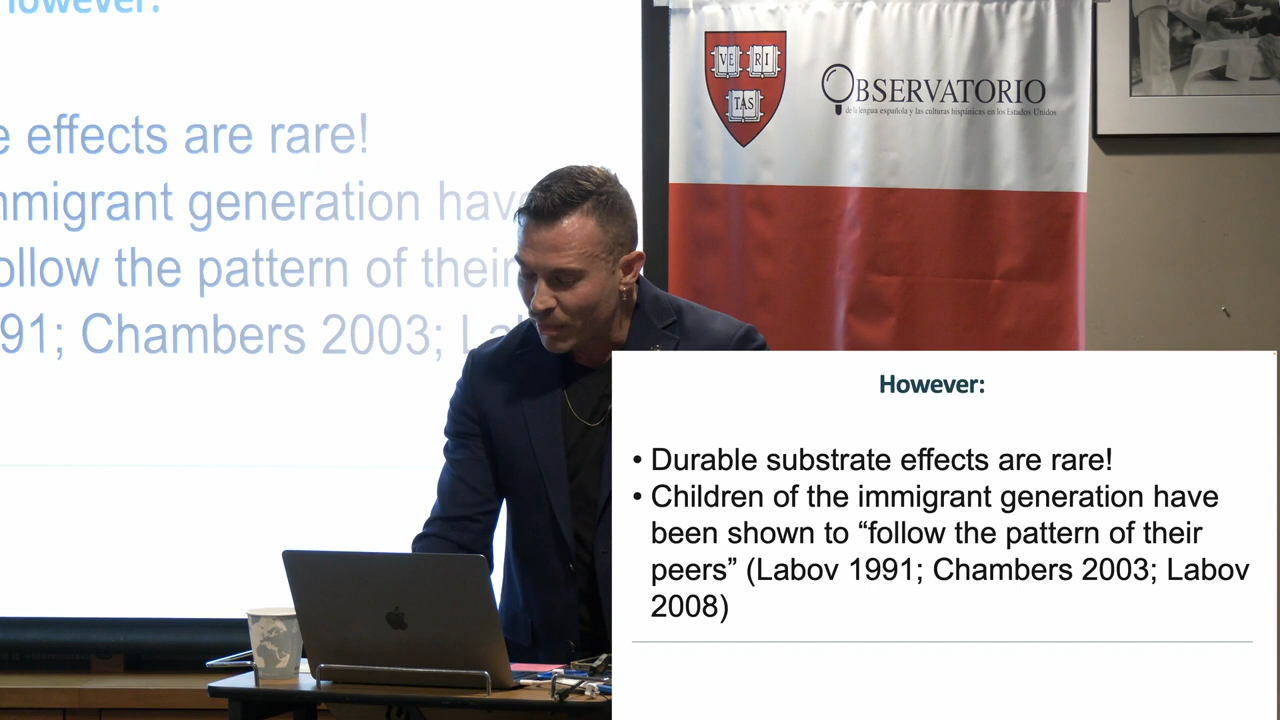 owever:
e effects are rare!
mmigrant generation hav
ollow the pattern of their
91; Chambers 2003; La
VE RI
TAS
OBSERVATORIO
de la lengua española y las culturas hispánicas en los Estados Unidos
However:
• Durable substrate effects are rare!
• Children of the immigrant generation have
been shown to “follow the pattern of their
peers” (Labov 1991; Chambers 2003; Labov
2008)